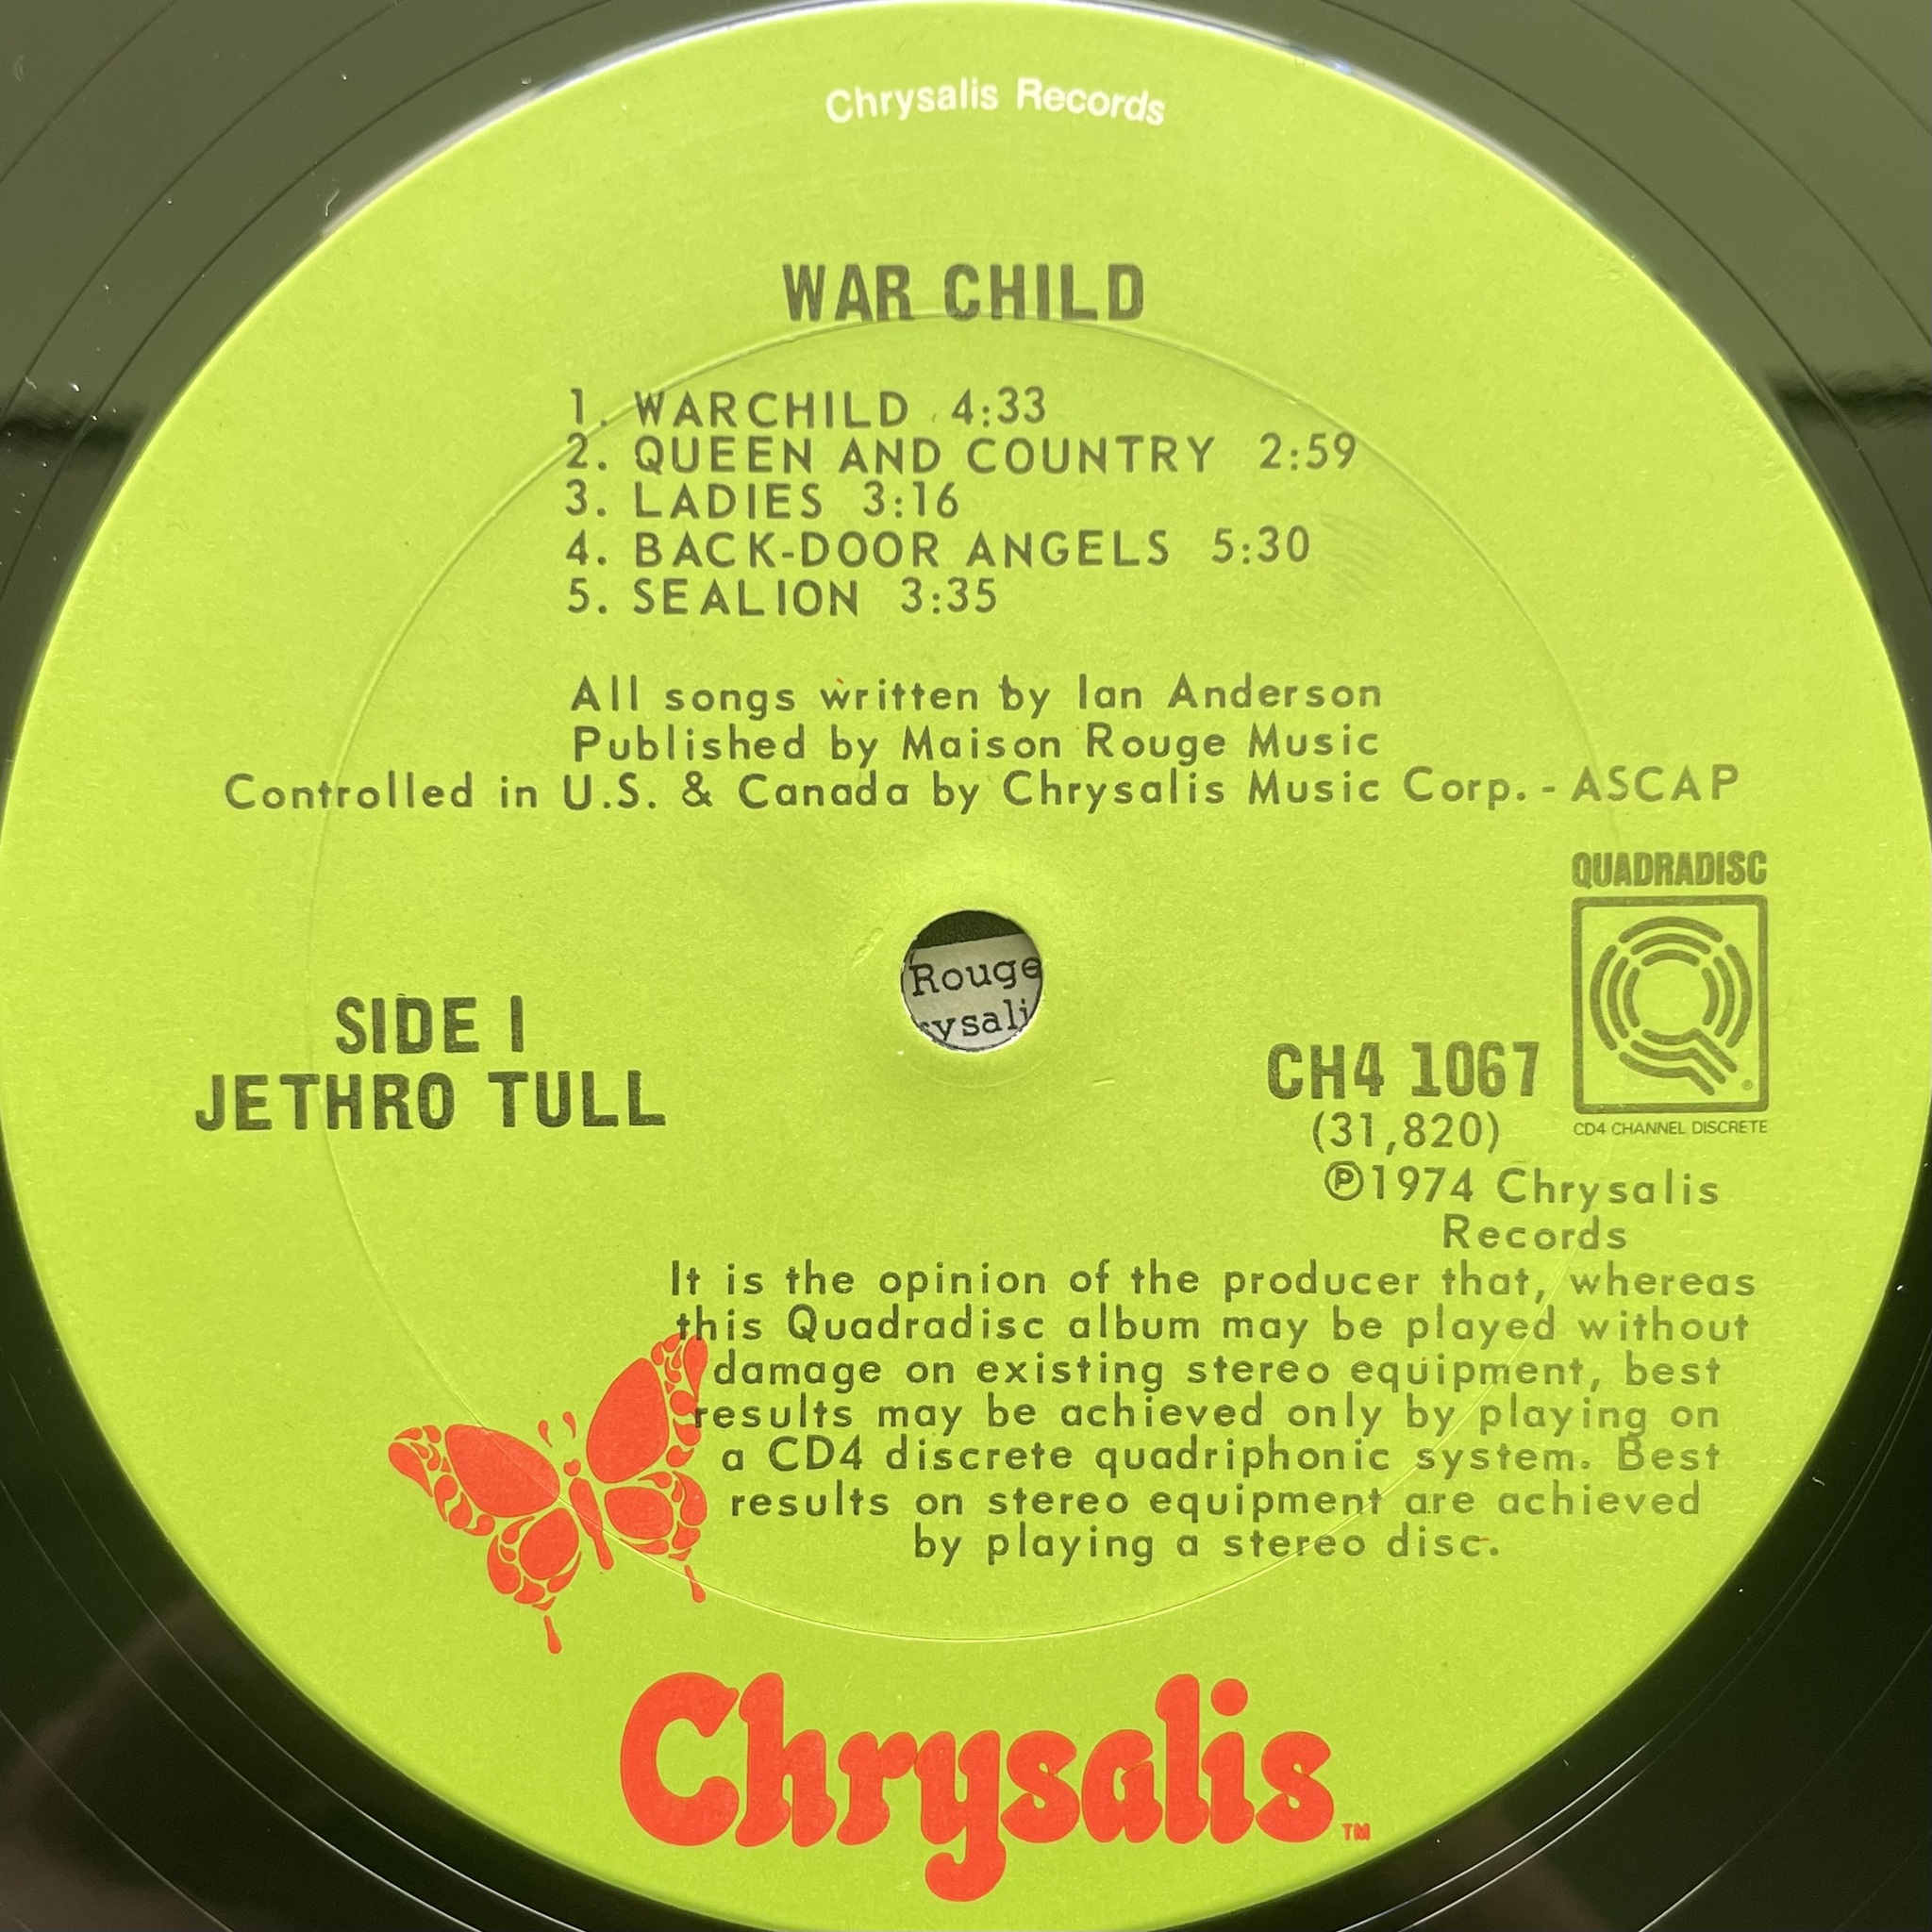 Chrysalis Records
WAR CHILD
1. WARCHILD 4:33
2. QUEEN AND COUNTRY 2:59
3. LADIES 3:16
4. BACK-DOOR ANGELS 5:30
5. SEALION 3:35
All songs written by Ian Anderson
Published by Maison Rouge Music
Controlled in U.S. & Canada by Chrysalis Music Corp. - ASCAP
QUADRADISC
Rouge
SIDE I
JETHRO TULL
CH4 1067
(31,820)
CD4 CHANNEL DISCRETE
℗1974 Chrysalis
Records
It is the opinion of the producer that, whereas
this Quadradisc album may be played without
damage on existing stereo equipment, best
results may be achieved only by playing on
a CD4 discrete quadriphonic system. Best
results on stereo equipment are achieved
by playing a stereo disc.
Chrysalis TM